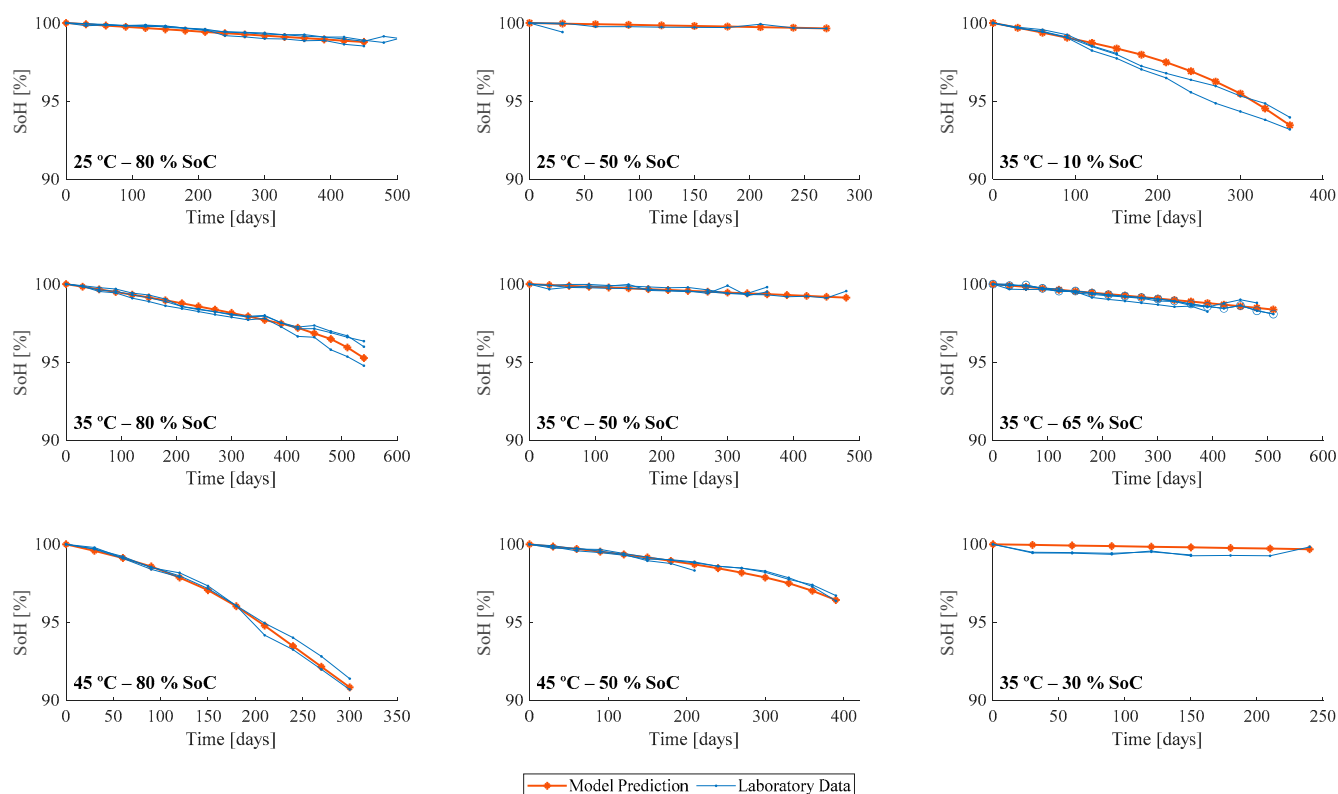 100
95
90
SoH [%]
25 ºC – 80 % SoC
0 100 200 300 400 500
Time [days]
100
95
90
SoH [%]
25 ºC – 50 % SoC
0 50 100 150 200 250 300
Time [days]
100
95
90
SoH [%]
35 ºC – 10 % SoC
0 100 200 300 400
Time [days]
100
95
90
SoH [%]
35 ºC – 80 % SoC
0 100 200 300 400 500 600
Time [days]
100
95
90
SoH [%]
35 ºC – 50 % SoC
0 100 200 300 400 500
Time [days]
100
95
90
SoH [%]
35 ºC – 65 % SoC
0 100 200 300 400 500 600
Time [days]
100
95
90
SoH [%]
45 ºC – 80 % SoC
0 50 100 150 200 250 300 350
Time [days]
100
95
90
SoH [%]
45 ºC – 50 % SoC
0 100 200 300 400
Time [days]
100
95
90
SoH [%]
35 ºC – 30 % SoC
0 50 100 150 200 250
Time [days]
Model Prediction Laboratory Data